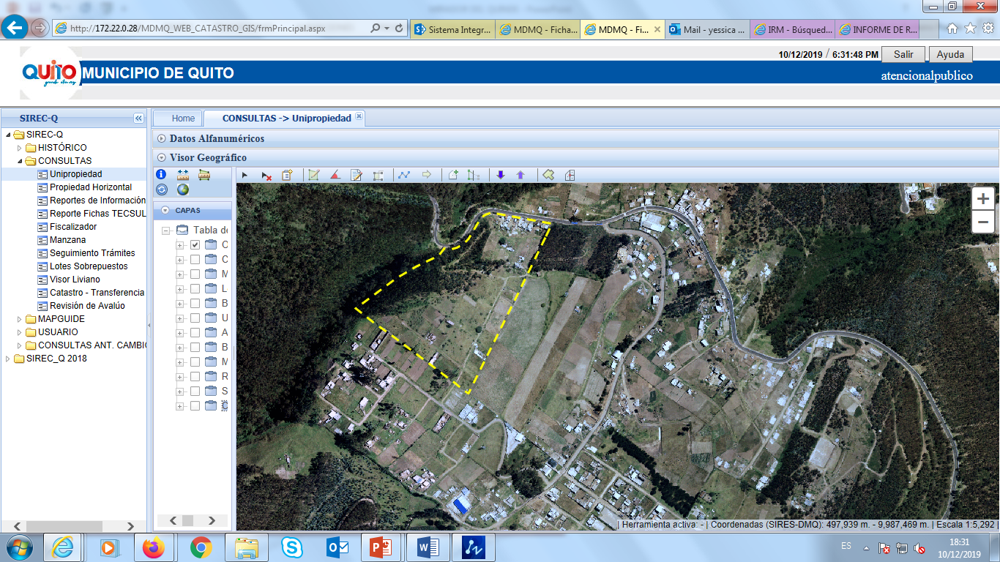 http://172.22.0.28/MDMQ_WEB_CATASTRO_GIS/frmPrincipal.aspx
Sistema Integr...
MDMQ - Ficha...
MDMQ - Fi...
Mail - yessica ...
IRM - Búsqued...
INFORME DE R...
10/12/2019 / 6:31:48 PM
Salir
Ayuda
QUITO
MUNICIPIO DE QUITO
atencionalpublico
SIREC-Q
Home
CONSULTAS -> Unipropiedad
SIREC-Q
HISTÓRICO
CONSULTAS
Unipropiedad
Propiedad Horizontal
Reportes de Información
Reporte Fichas TECSUL
Fiscalizador
Manzana
Seguimiento Trámites
Lotes Sobrepuestos
Visor Liviano
Catastro - Transferencia
Revisión de Avalúo
MAPGUIDE
USUARIO
CONSULTAS ANT. CAMBIO
SIREC_Q 2018
Datos Alfanuméricos
Visor Geográfico
CAPAS
Tabla de
C
C
M
L
B
U
A
B
M
R
S
C
| Herramienta activa: - | Coordenadas (SIRES-DMQ): 497,939 m. - 9,987,469 m. | Escala 1:5,292 |
ES
18:31
10/12/2019